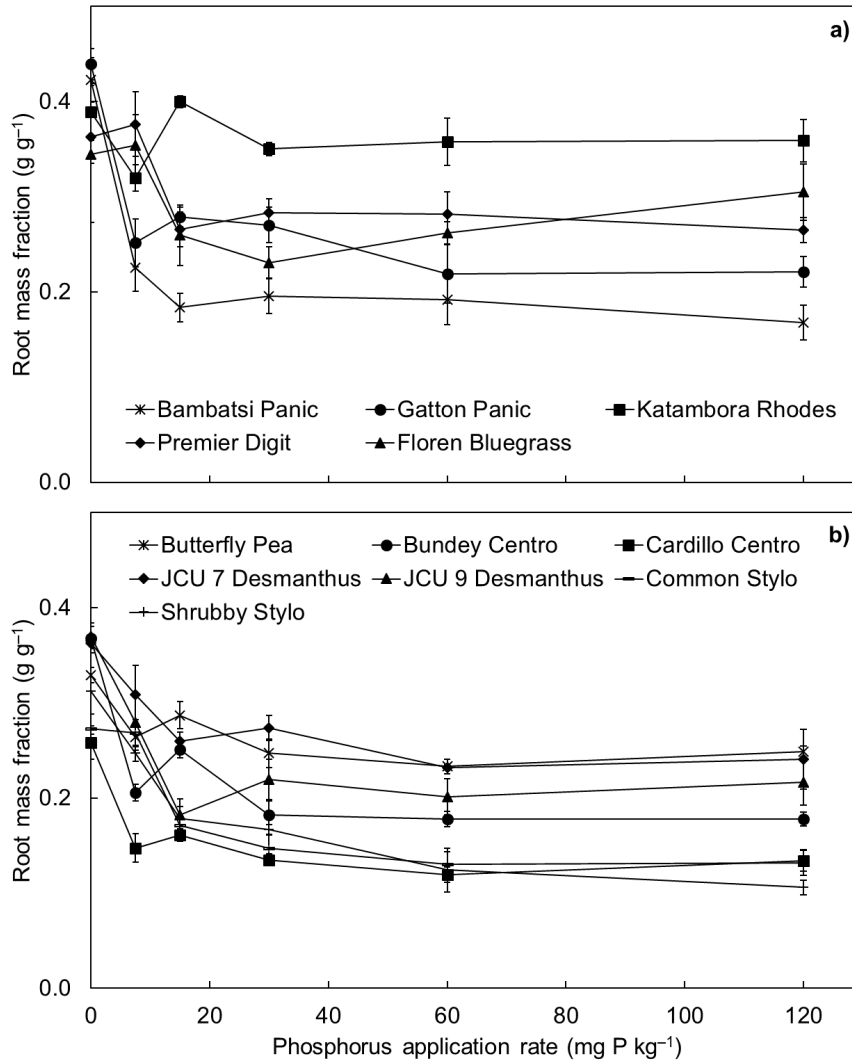 a)
0.4
0.2
0.0
Root mass fraction (g g⁻¹)
Bambatsi Panic Gatton Panic Katambora Rhodes
Premier Digit Floren Bluegrass
b)
Butterfly Pea Bundey Centro Cardillo Centro
JCU 7 Desmanthus JCU 9 Desmanthus Common Stylo
Shrubby Stylo
0.4
0.2
0.0
Root mass fraction (g g⁻¹)
0 20 40 60 80 100 120
Phosphorus application rate (mg P kg⁻¹)